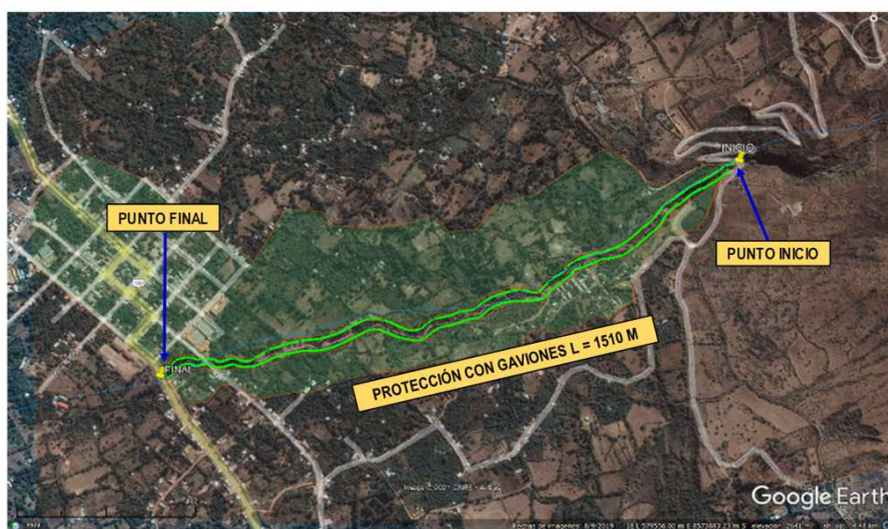 INICIO
PUNTO FINAL
PUNTO INICIO
PROTECCIÓN CON GAVIONES L = 1510 M
FINAL
Google Earth